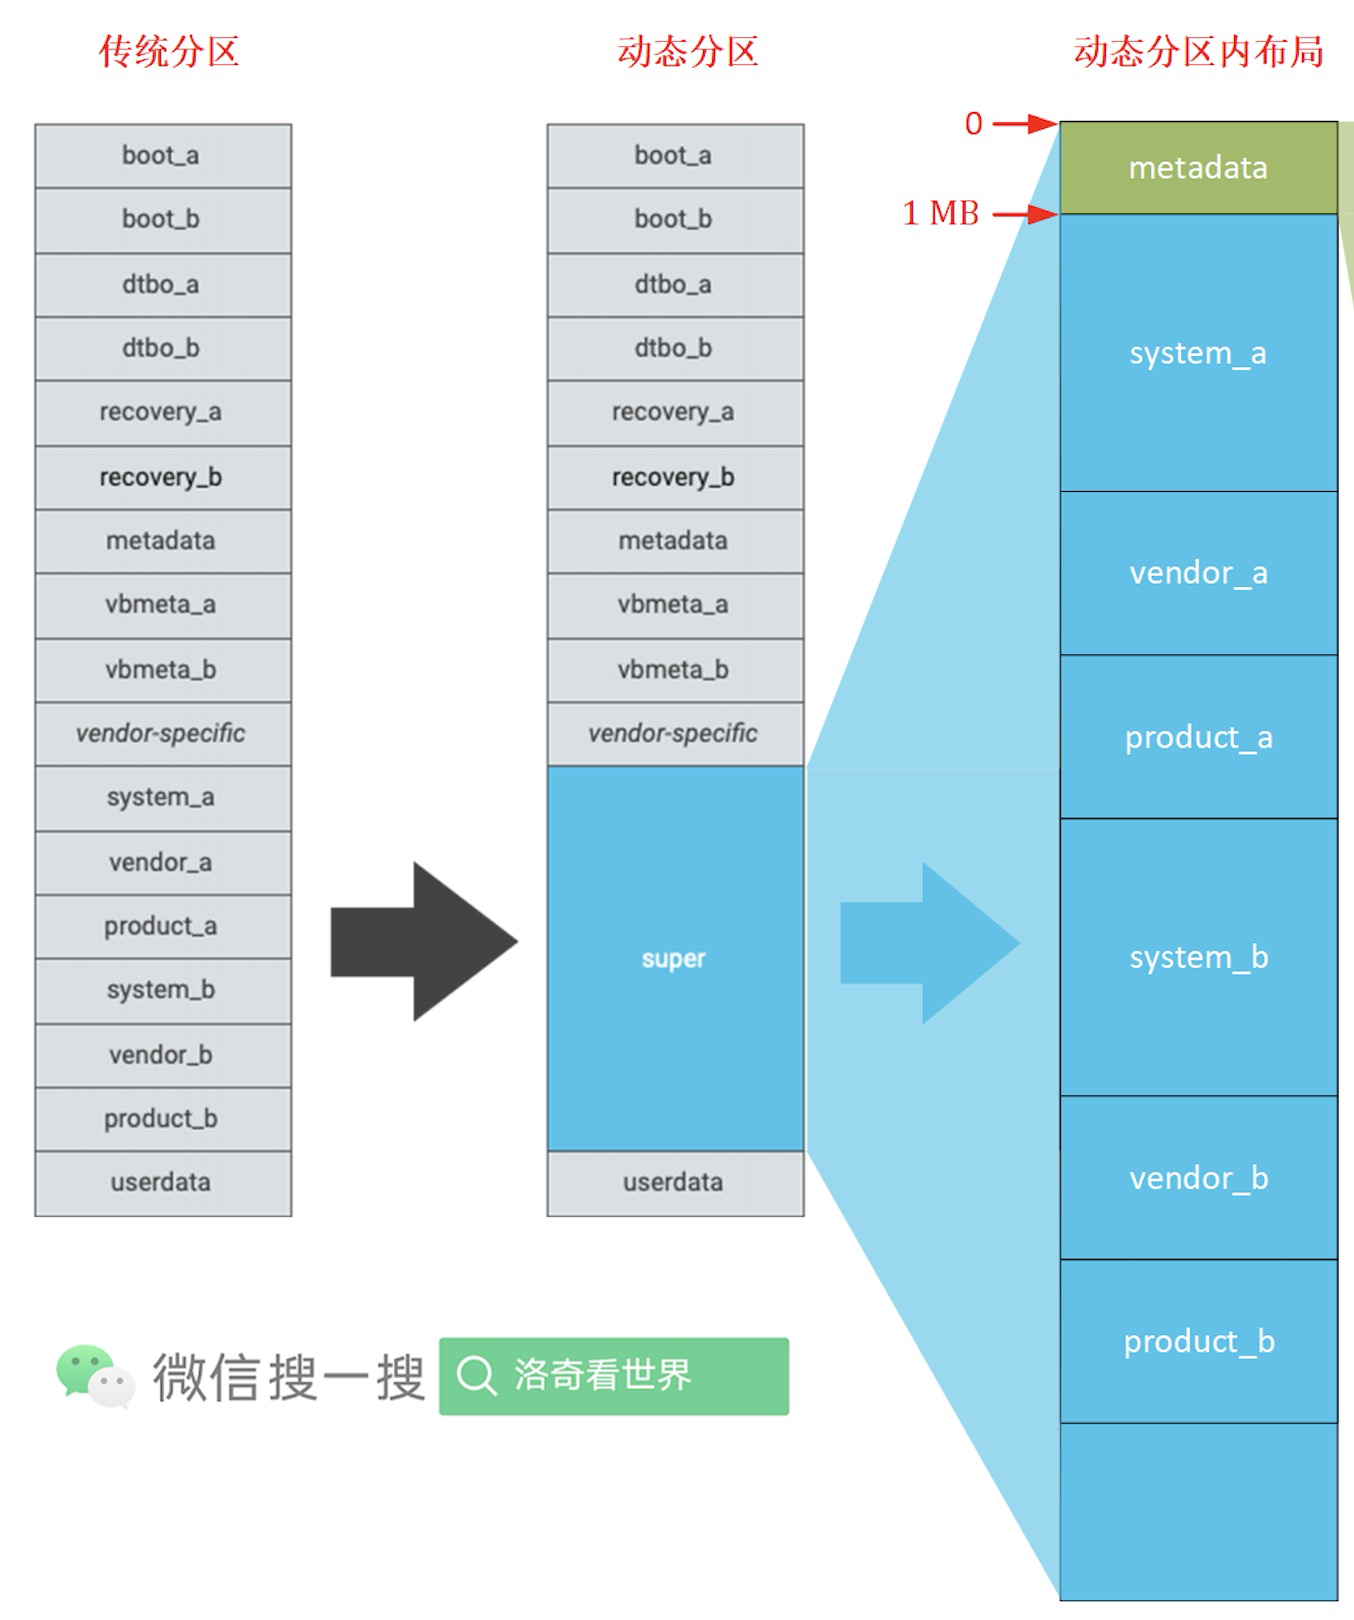 传统分区
boot_a
boot_b
dtbo_a
dtbo_b
recovery_a
recovery_b
metadata
vbmeta_a
vbmeta_b
vendor-specific
system_a
vendor_a
product_a
system_b
vendor_b
product_b
userdata
动态分区
boot_a
boot_b
dtbo_a
dtbo_b
recovery_a
recovery_b
metadata
vbmeta_a
vbmeta_b
vendor-specific
super
userdata
动态分区内布局
0
1 MB
metadata
system_a
vendor_a
product_a
system_b
vendor_b
product_b
微信搜一搜
洛奇看世界